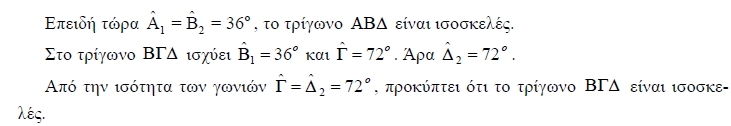 Επειδή τώρα Â₁ = B̂₂ = 36°, το τρίγωνο ΑΒΔ είναι ισοσκελές.
Στο τρίγωνο ΒΓΔ ισχύει B̂₁ = 36° και Γ̂ = 72°. Άρα Δ̂₂ = 72°.
Από την ισότητα των γωνιών Γ̂ = Δ̂₂ = 72°, προκύπτει ότι το τρίγωνο ΒΓΔ είναι ισοσκε-
λές.